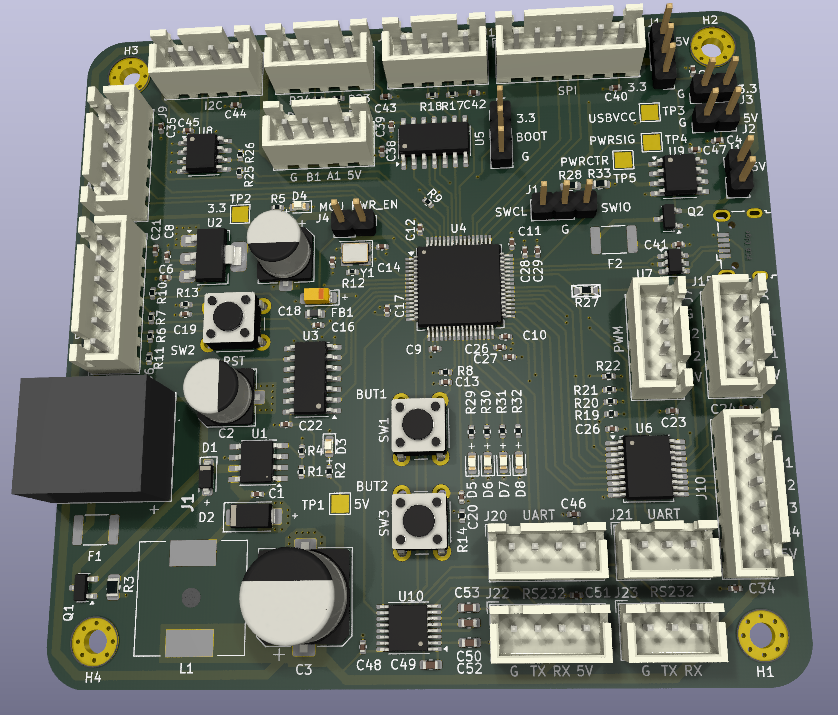 H3
H2
J1
5V
I2C
C44
C43
R18 R17 C42
SPI
C40
3.3
G
J3
5V
J2
C35
C45
U8
R26
R25
C39
C38
U5
3.3
BOOT
G
USBVCC
TP3
PWRSIG
TP4
PWRCTR
TP5
C47
U9
G B1 A1 5V
R28
R33
TP2
3.3
R5
D4
J4
PWR_EN
R9
SWCL
SWIO
G
Q2
C21
C8
U2
C12
U4
C11
C14
Y1
R12
C28
C29
F2
C41
U7
R10
R13
C19
R7
R6
R11
SW2
RST
C18
FB1
C16
C17
R27
PWM
U3
C9
C26
C27
C10
R8
C13
R22
R21
R20
R19
C26
C23
C2
C22
BUT1
SW1
R29
R30
R31
R32
U6
J10
D1
U1
R4
R1
D3
R2
J1
D2
C1
TP1
5V
BUT2
SW3
D5
D6
D7
D8
C20
R14
C46
J20
UART
J21
UART
F1
Q1
R3
U10
C53
J22
RS232
C51
J23
RS232
C34
H4
L1
C3
C48
C49
C50
C52
G TX RX 5V
G TX RX
H1